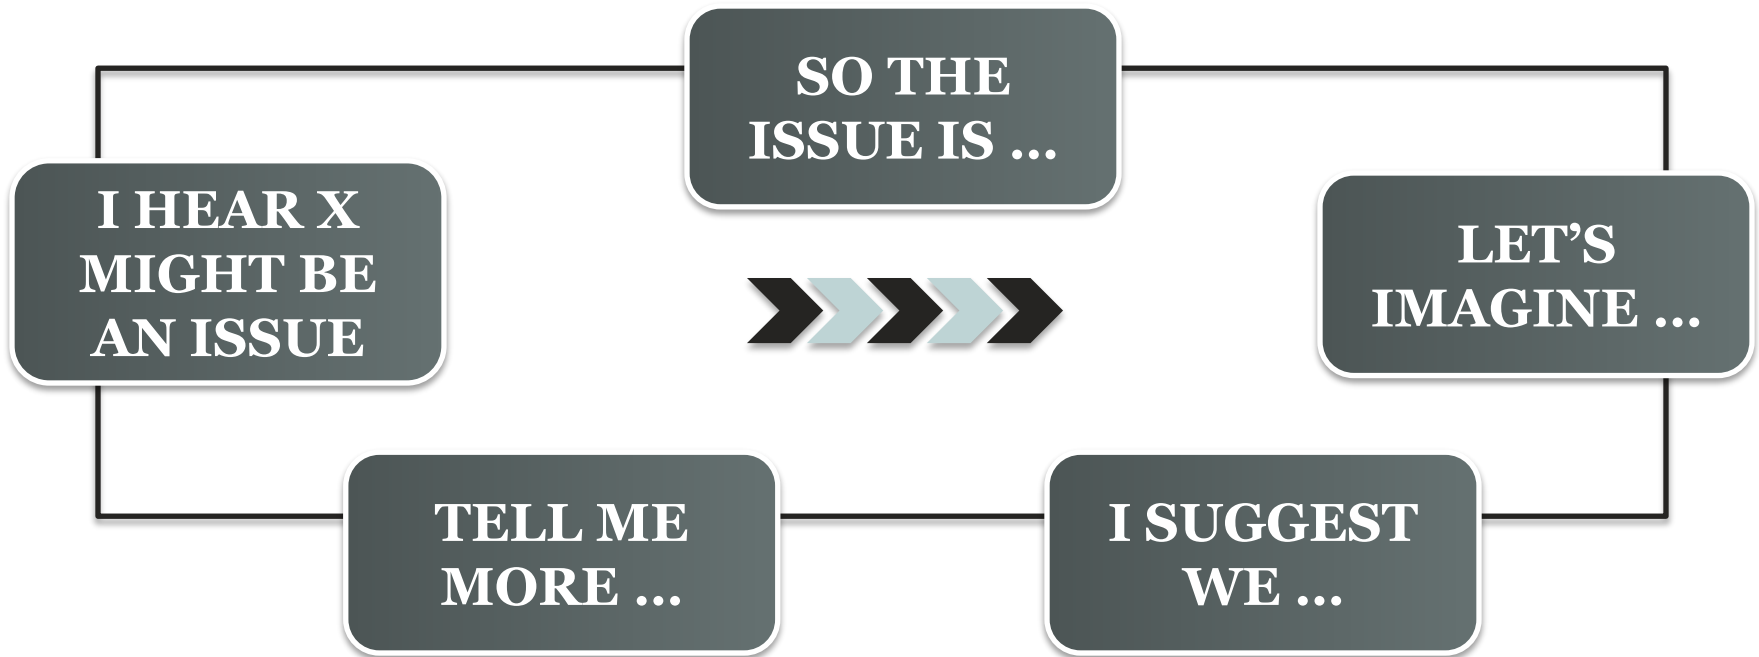 SO THE
ISSUE IS ...
I HEAR X
MIGHT BE
AN ISSUE
LET’S
IMAGINE ...
TELL ME
MORE ...
I SUGGEST
WE ...